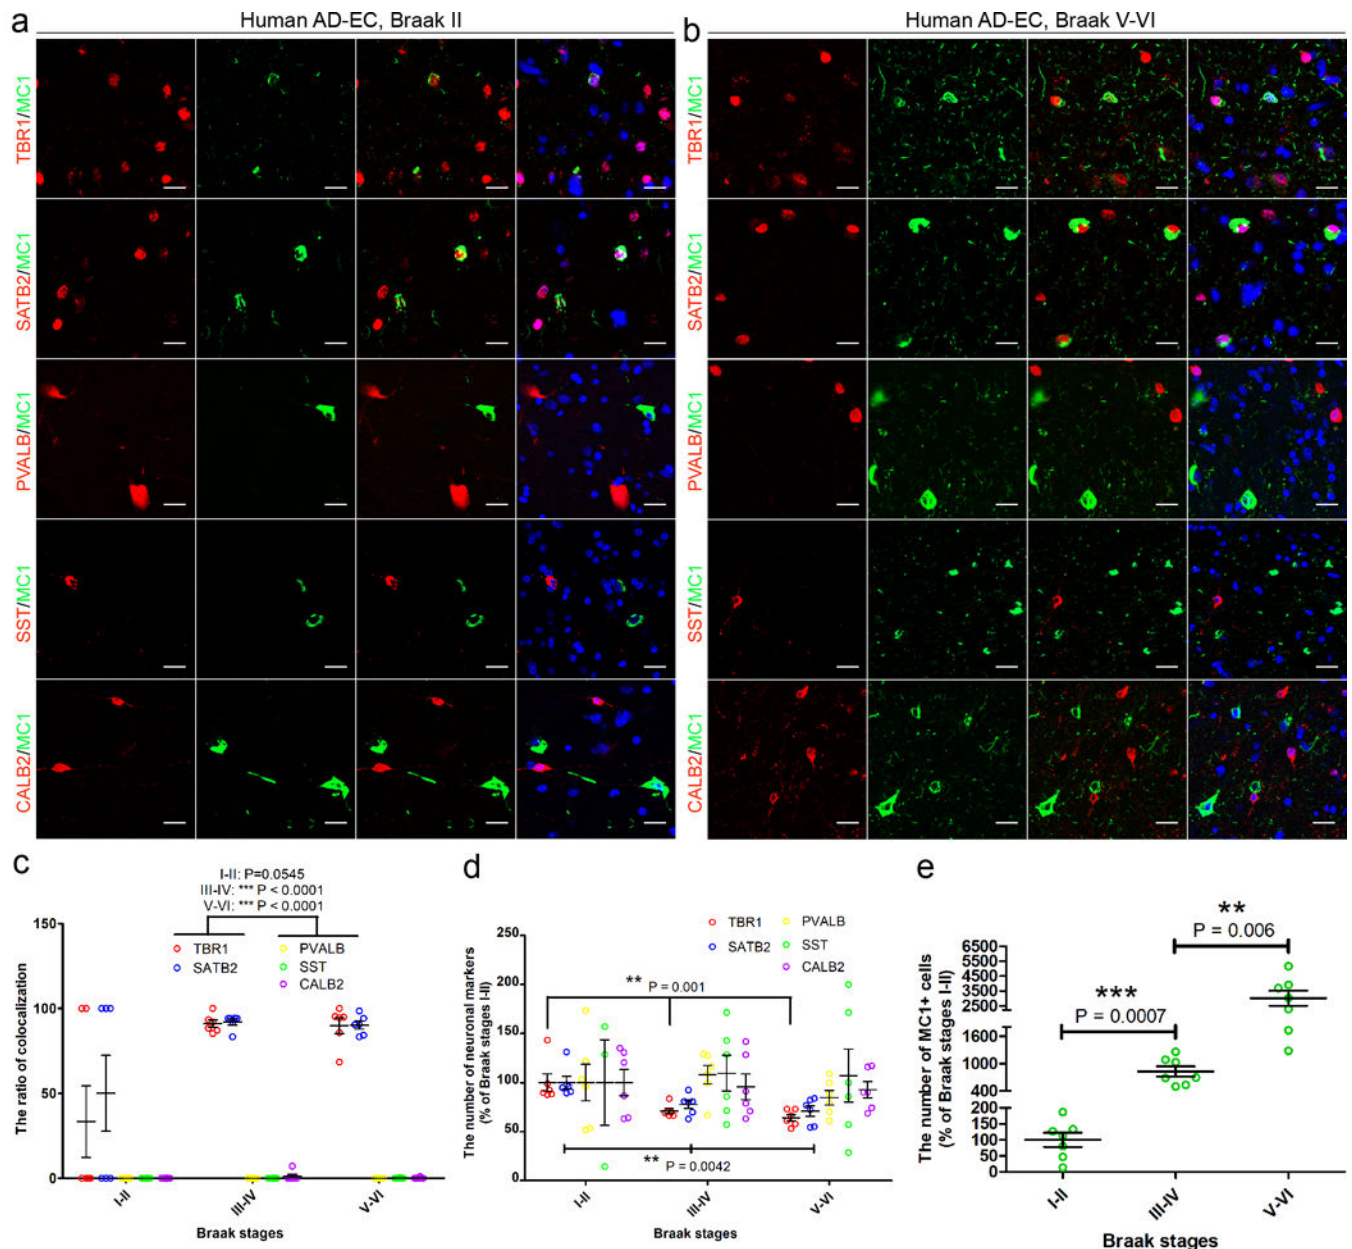 a
Human AD-EC, Braak II
b
Human AD-EC, Braak V-VI
TBR1/MC1
SATB2/MC1
PVALB/MC1
SST/MC1
CALB2/MC1
TBR1/MC1
SATB2/MC1
PVALB/MC1
SST/MC1
CALB2/MC1
c
I-II: P=0.0545
III-IV: *** P < 0.0001
V-VI: *** P < 0.0001
TBR1
SATB2
PVALB
SST
CALB2
The ratio of colocalization
150
100
50
0
I-II
III-IV
V-VI
Braak stages
d
TBR1
SATB2
PVALB
SST
CALB2
The number of neuronal markers
(% of Braak stages I-II)
250
200
150
100
50
0
**
P = 0.001
**
P = 0.0042
I-II
III-IV
V-VI
Braak stages
e
**
P = 0.006
***
P = 0.0007
The number of MC1+ cells
(% of Braak stages I-II)
6500
5500
4500
3500
2500
1600
1000
400
200
150
100
50
0
I-II
III-IV
V-VI
Braak stages